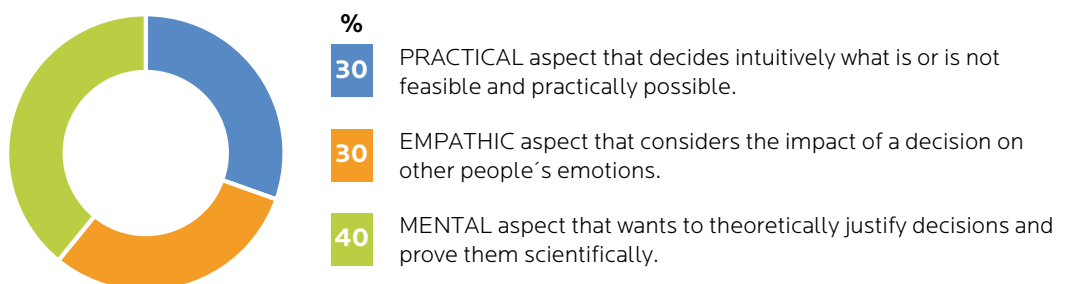 %
30
PRACTICAL aspect that decides intuitively what is or is not
feasible and practically possible.
30
EMPATHIC aspect that considers the impact of a decision on
other people´s emotions.
40
MENTAL aspect that wants to theoretically justify decisions and
prove them scientifically.